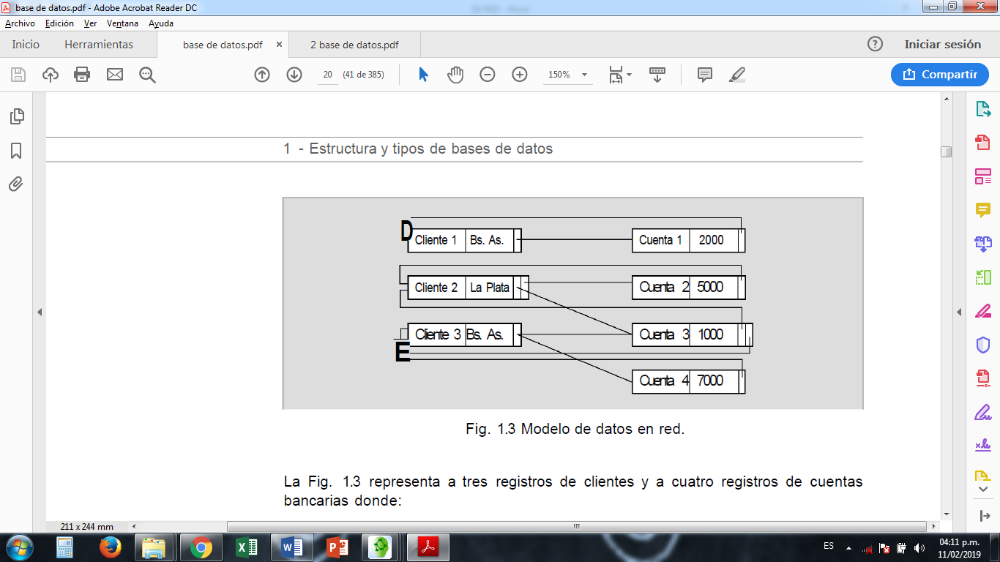 base de datos.pdf - Adobe Acrobat Reader DC
Archivo Edición Ver Ventana Ayuda
Inicio Herramientas base de datos.pdf × 2 base de datos.pdf ? Iniciar sesión
20 (41 de 385) 150% Compartir
1 - Estructura y tipos de bases de datos
D
Cliente 1 Bs. As. Cuenta 1 2000
Cliente 2 La Plata Cuenta 2 5000
Cliente 3 Bs. As. Cuenta 3 1000
E
Cuenta 4 7000
Fig. 1.3 Modelo de datos en red.
La Fig. 1.3 representa a tres registros de clientes y a cuatro registros de cuentas
bancarias donde:
211 x 244 mm
ES 04:11 p.m.
11/02/2019